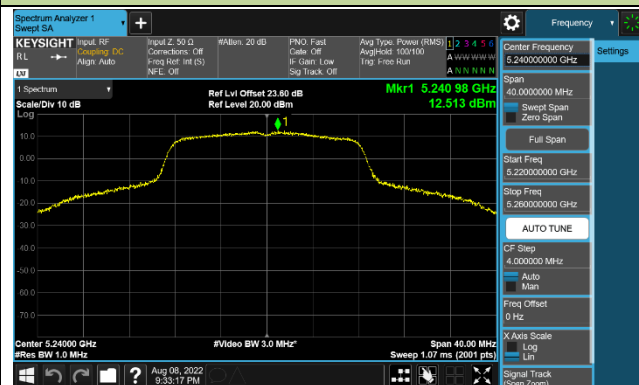 Spectrum Analyzer 1
Swept SA
Frequency
KEYSIGHT
RL
LXI
Input: RF
Coupling: DC
Align: Auto
Input Z: 50 Ω
Corrections: Off
Freq Ref: Int (S)
NFE: Off
#Atten: 20 dB
PNO: Fast
Gate: Off
IF Gain: Low
Sig Track: Off
Avg Type: Power (RMS)
Avg|Hold: 100/100
Trig: Free Run
1 2 3 4 5 6
A W W W W W
A N N N N N
1 Spectrum
Scale/Div 10 dB
Log
Ref Lvl Offset 23.60 dB
Ref Level 20.00 dBm
Mkr1 5.240 98 GHz
12.513 dBm
1
10.0
0.00
-10.0
-20.0
-30.0
-40.0
-50.0
-60.0
-70.0
Center 5.24000 GHz
#Res BW 1.0 MHz
#Video BW 3.0 MHz*
Span 40.00 MHz
Sweep 1.07 ms (2001 pts)
Aug 08, 2022
9:33:17 PM
Center Frequency
5.240000000 GHz
Settings
Span
40.0000000 MHz
Swept Span
Zero Span
Full Span
Start Freq
5.220000000 GHz
Stop Freq
5.260000000 GHz
AUTO TUNE
CF Step
4.000000 MHz
Auto
Man
Freq Offset
0 Hz
X Axis Scale
Log
Lin
Signal Track
(Span Zoom)